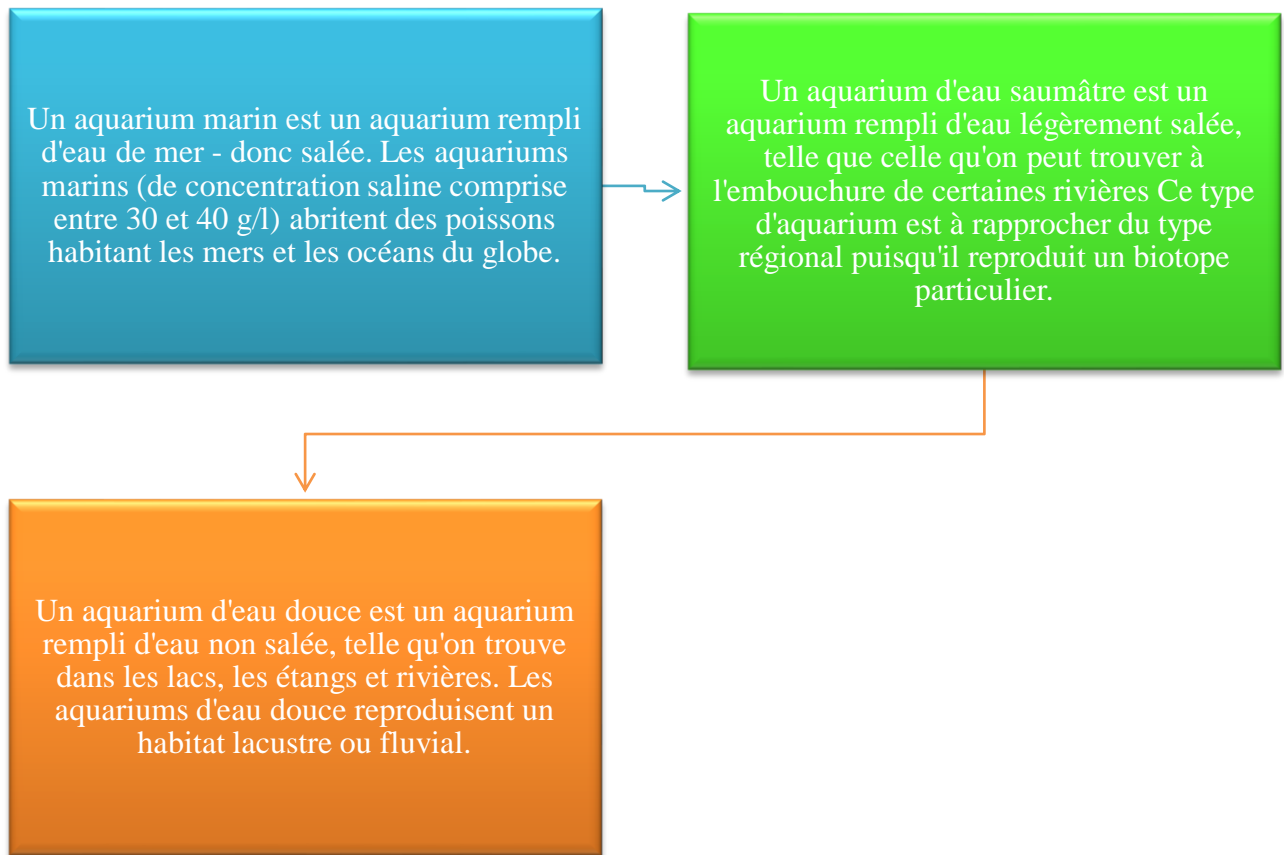 Un aquarium marin est un aquarium rempli
d'eau de mer - donc salée. Les aquariums
marins (de concentration saline comprise
entre 30 et 40 g/l) abritent des poissons
habitant les mers et les océans du globe.
Un aquarium d'eau saumâtre est un
aquarium rempli d'eau légèrement salée,
telle que celle qu'on peut trouver à
l'embouchure de certaines rivières Ce type
d'aquarium est à rapprocher du type
régional puisqu'il reproduit un biotope
particulier.
Un aquarium d'eau douce est un aquarium
rempli d'eau non salée, telle qu'on trouve
dans les lacs, les étangs et rivières. Les
aquariums d'eau douce reproduisent un
habitat lacustre ou fluvial.